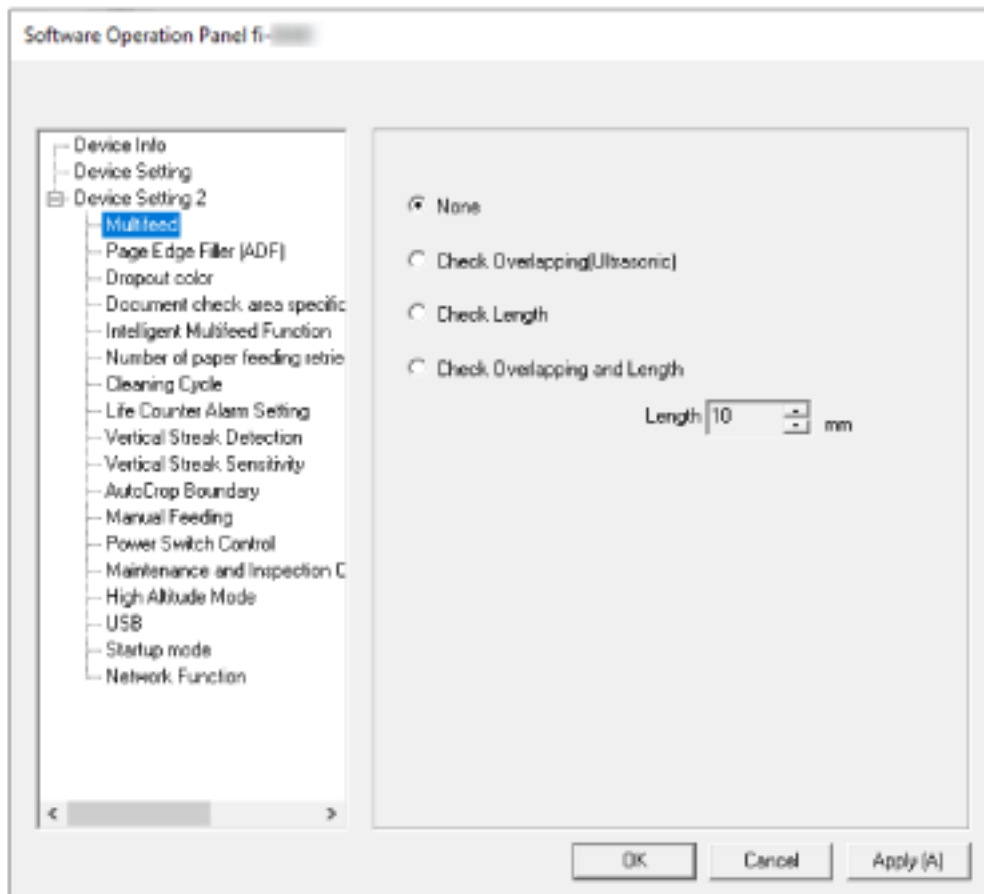 Software Operation Panel fi-
Device Info
Device Setting
Device Setting 2
Multifeed
Page Edge Filler (ADF)
Dropout color
Document check area specific
Intelligent Multifeed Function
Number of paper feeding retrie
Cleaning Cycle
Life Counter Alarm Setting
Vertical Streak Detection
Vertical Streak Sensitivity
AutoCrop Boundary
Manual Feeding
Power Switch Control
Maintenance and Inspection C
High Altitude Mode
USB
Startup mode
Network Function
None
Check Overlapping(Ultrasonic)
Check Length
Check Overlapping and Length
Length 10 mm
OK Cancel Apply (A)